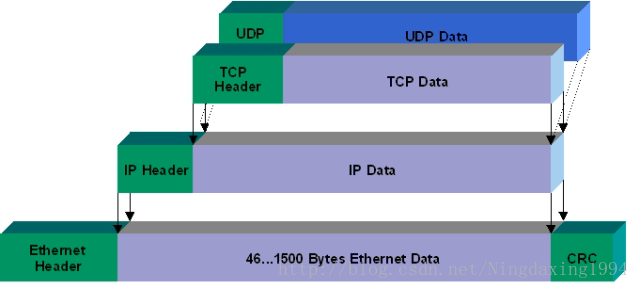 UDP
UDP Data
TCP
Header
TCP Data
IP Header
IP Data
Ethernet
Header
46...1500 Bytes Ethernet Data
CRC
http://blog.csdn.net/Ningdaxing1994